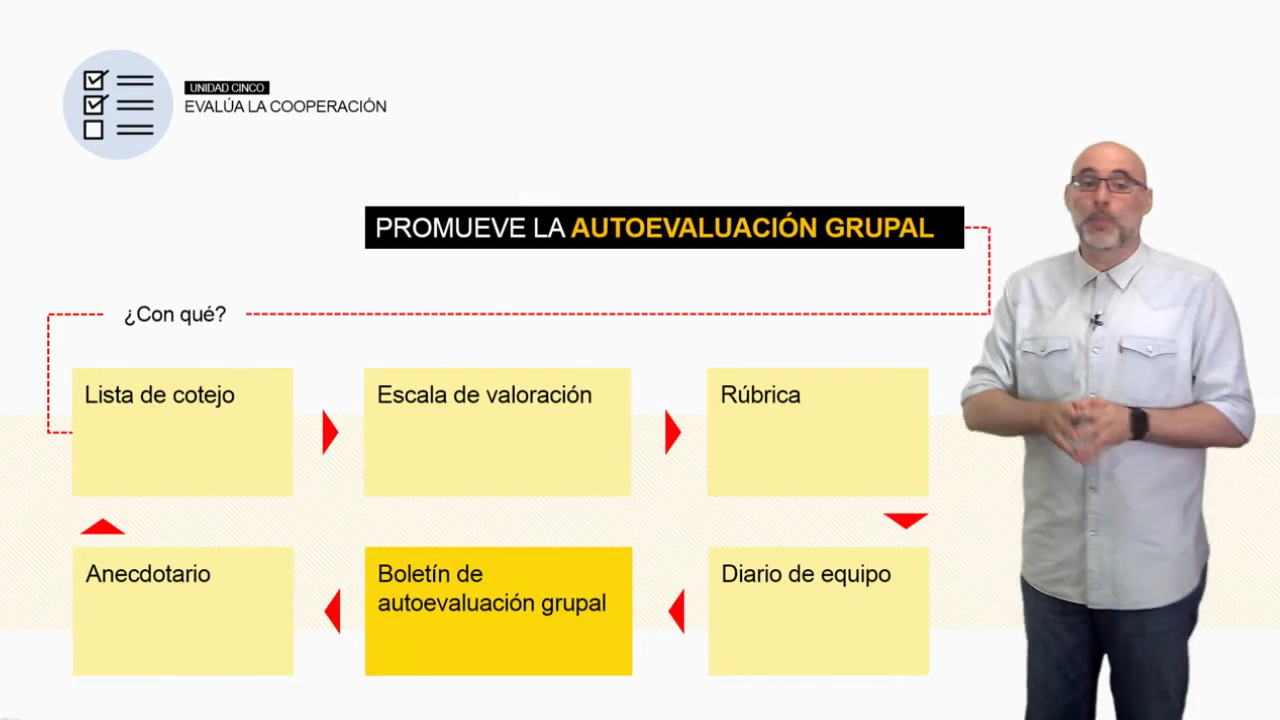 UNIDAD CINCO
EVALÚA LA COOPERACIÓN
PROMUEVE LA AUTOEVALUACIÓN GRUPAL
¿Con qué?
Lista de cotejo
Escala de valoración
Rúbrica
Anecdotario
Boletín de
autoevaluación grupal
Diario de equipo